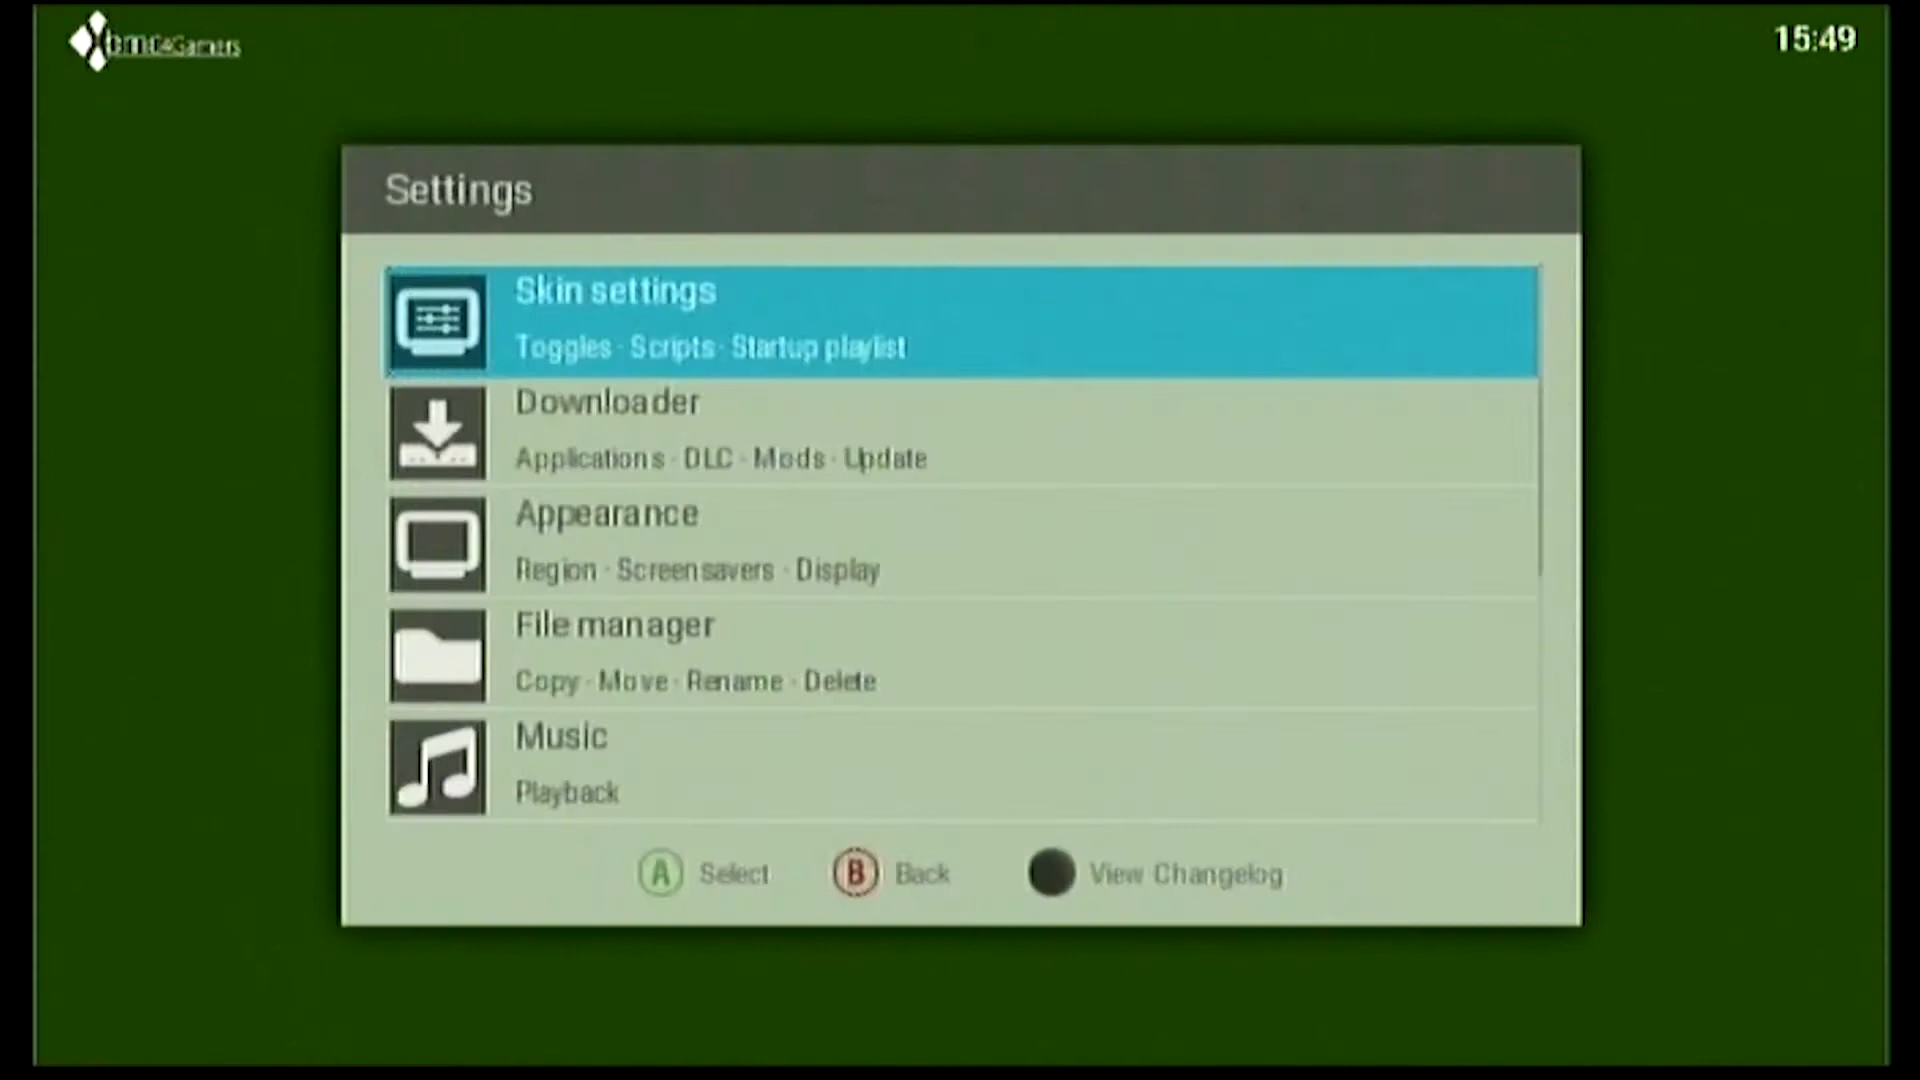 15:49
Settings
Skin settings
Toggles · Scripts · Startup playlist
Downloader
Applications · DLC · Mods · Update
Appearance
Region · Screensavers · Display
File manager
Copy · Move · Rename · Delete
Music
Playback
A Select B Back View Changelog